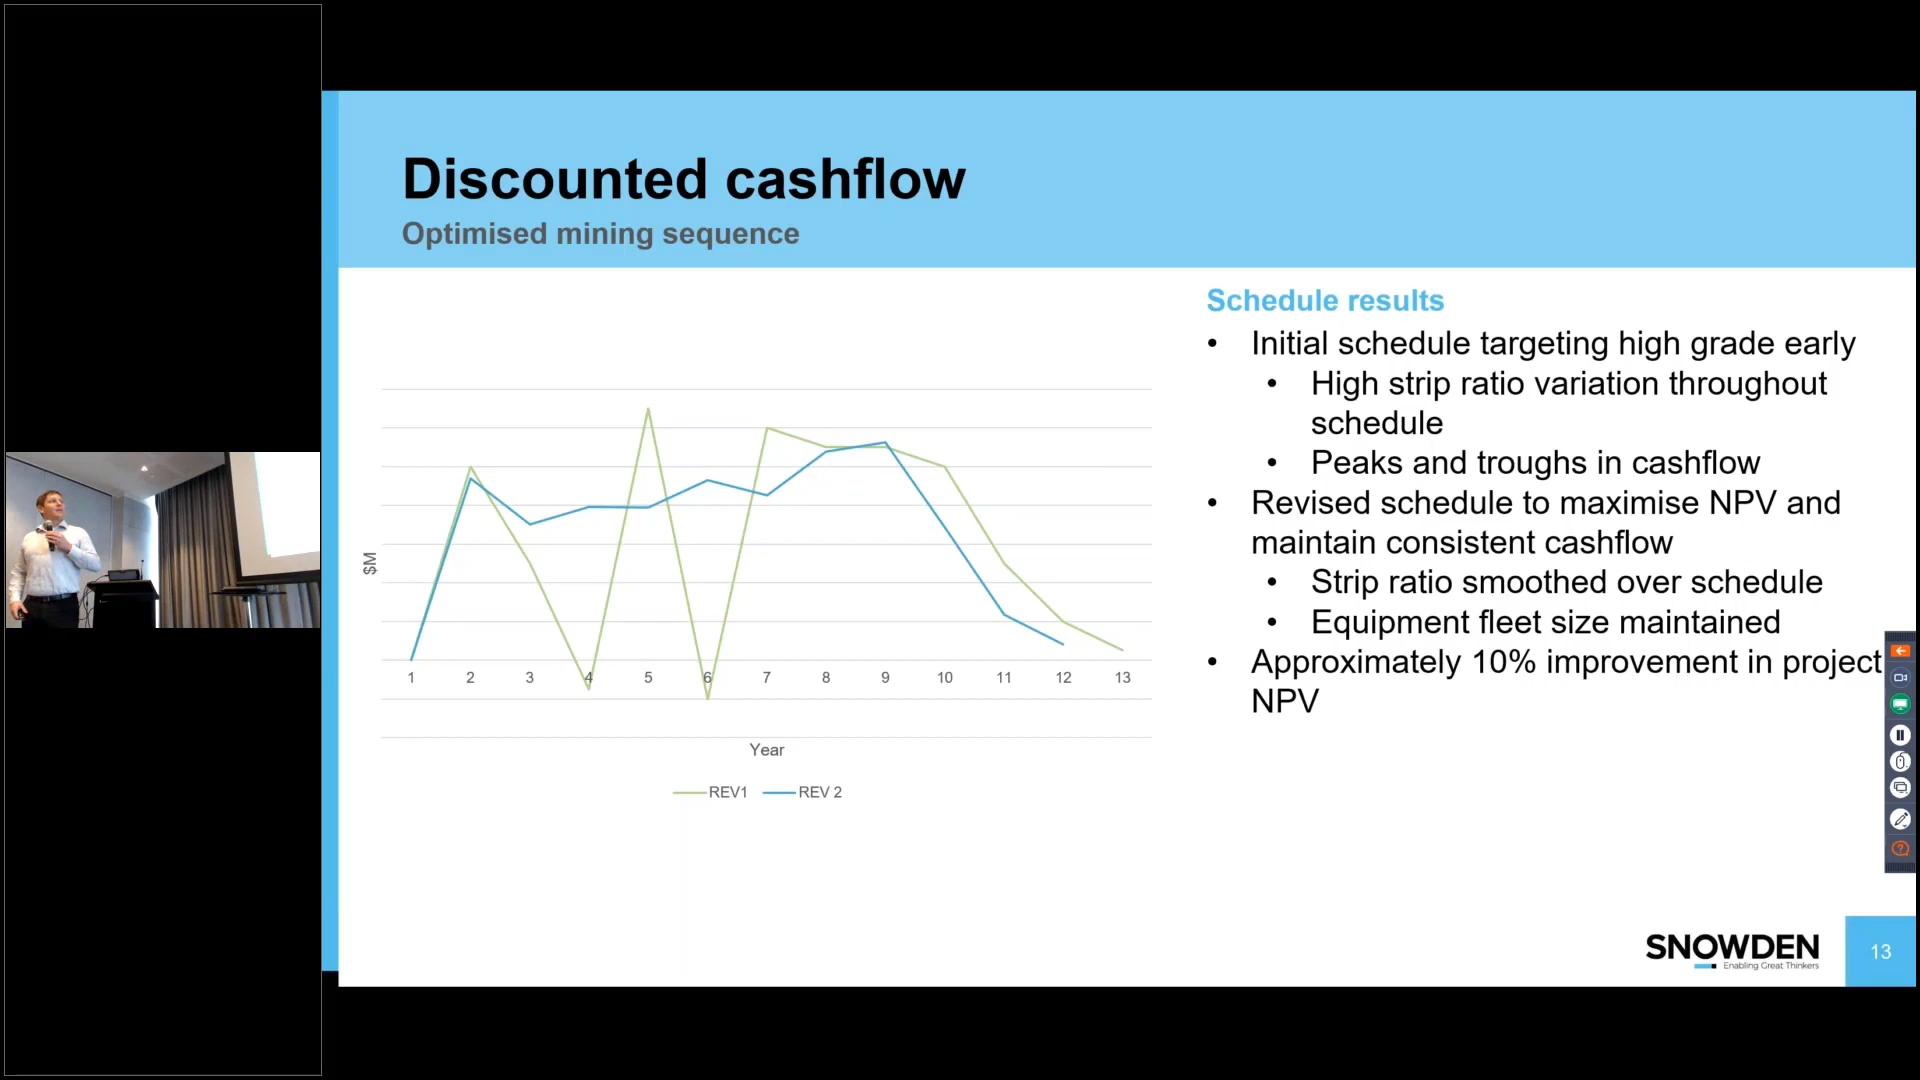 Discounted cashflow
Optimised mining sequence
Schedule results
• Initial schedule targeting high grade early
• High strip ratio variation throughout
schedule
• Peaks and troughs in cashflow
• Revised schedule to maximise NPV and
maintain consistent cashflow
• Strip ratio smoothed over schedule
• Equipment fleet size maintained
• Approximately 10% improvement in project
NPV
$M
1 2 3 4 5 6 7 8 9 10 11 12 13
Year
REV1 REV 2
SNOWDEN
Enabling Great Thinkers
13